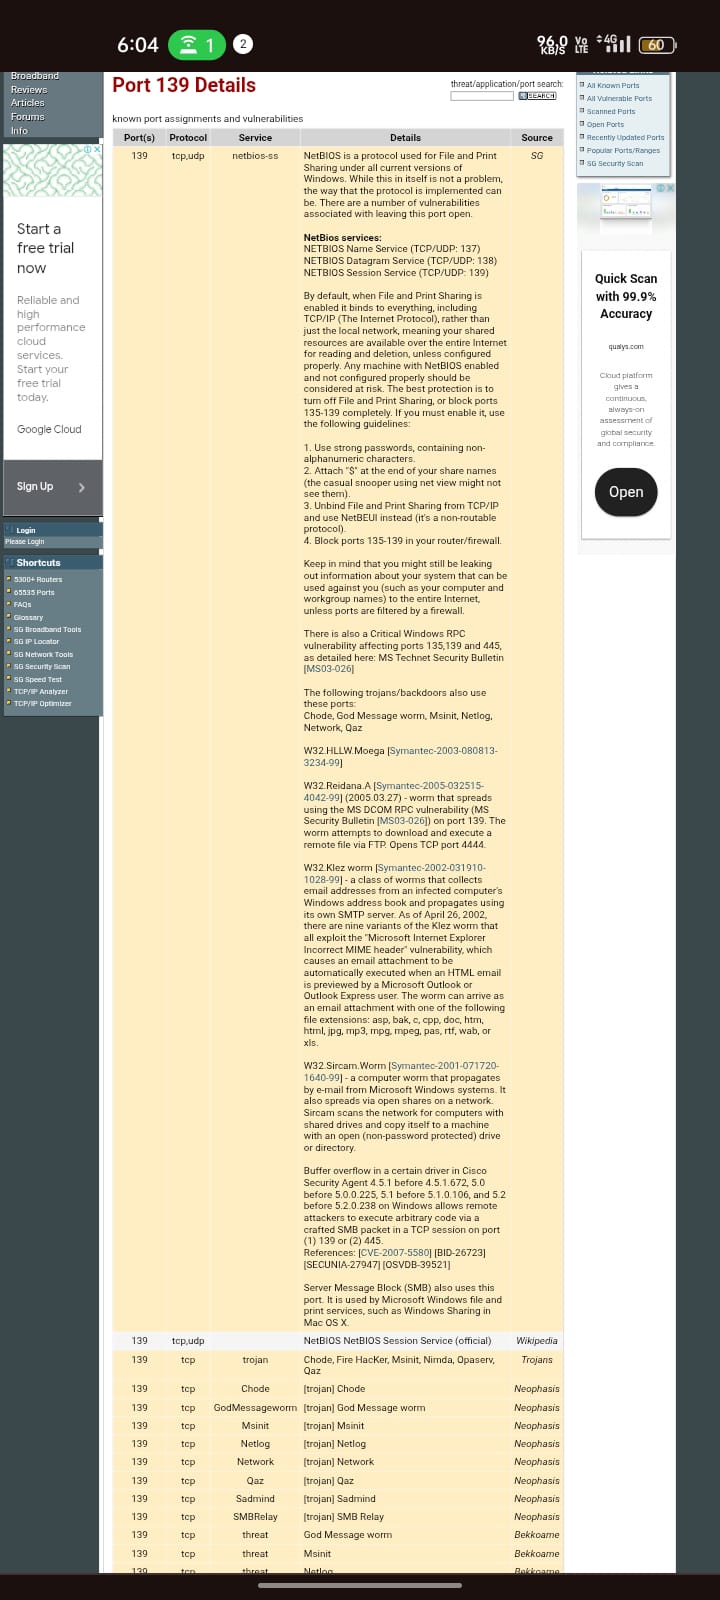 6:04
1
2
96.0
KB/S
Vo
LTE
4G
60
Broadband
Reviews
Articles
Forums
Info
Port 139 Details
threat/application/port search:
SEARCH
known port assignments and vulnerabilities
Port(s) Protocol Service Details Source
139 tcp,udp netbios-ss NetBIOS is a protocol used for File and Print SG
Sharing under all current versions of
Windows. While this in itself is not a problem,
the way that the protocol is implemented can
be. There are a number of vulnerabilities
associated with leaving this port open.
NetBios services:
NETBIOS Name Service (TCP/UDP: 137)
NETBIOS Datagram Service (TCP/UDP: 138)
NETBIOS Session Service (TCP/UDP: 139)
By default, when File and Print Sharing is
enabled it binds to everything, including
TCP/IP (The Internet Protocol), rather than
just the local network, meaning your shared
resources are available over the entire Internet
for reading and deletion, unless configured
properly. Any machine with NetBIOS enabled
and not configured properly should be
considered at risk. The best protection is to
turn off File and Print Sharing, or block ports
135-139 completely. If you must enable it, use
the following guidelines:
1. Use strong passwords, containing non-
alphanumeric characters.
2. Attach "$" at the end of your share names
(the casual snooper using net view might not
see them).
3. Unbind File and Print Sharing from TCP/IP
and use NetBEUI instead (it's a non-routable
protocol).
4. Block ports 135-139 in your router/firewall.
Keep in mind that you might still be leaking
out information about your system that can be
used against you (such as your computer and
workgroup names) to the entire Internet,
unless ports are filtered by a firewall.
There is also a Critical Windows RPC
vulnerability affecting ports 135,139 and 445,
as detailed here: MS Technet Security Bulletin
[MS03-026]
The following trojans/backdoors also use
these ports:
Chode, God Message worm, Msinit, Netlog,
Network, Qaz
W32.HLLW.Moega [Symantec-2003-080813-
3234-99]
W32.Reidana.A [Symantec-2005-032515-
4042-99] (2005.03.27) - worm that spreads
using the MS DCOM RPC vulnerability (MS
Security Bulletin [MS03-026]) on port 139. The
worm attempts to download and execute a
remote file via FTP. Opens TCP port 4444.
W32.Klez worm [Symantec-2002-031910-
1028-99] - a class of worms that collects
email addresses from an infected computer's
Windows address book and propagates using
its own SMTP server. As of April 26, 2002,
there are nine variants of the Klez worm that
all exploit the "Microsoft Internet Explorer
Incorrect MIME header" vulnerability, which
causes an email attachment to be
automatically executed when an HTML email
is previewed by a Microsoft Outlook or
Outlook Express user. The worm can arrive as
an email attachment with one of the following
file extensions: asp, bak, c, cpp, doc, htm,
html, jpg, mp3, mpg, mpeg, pas, rtf, wab, or
xls.
W32.Sircam.Worm [Symantec-2001-071720-
1640-99] - a computer worm that propagates
by e-mail from Microsoft Windows systems. It
also spreads via open shares on a network.
Sircam scans the network for computers with
shared drives and copy itself to a machine
with an open (non-password protected) drive
or directory.
Buffer overflow in a certain driver in Cisco
Security Agent 4.5.1 before 4.5.1.672, 5.0
before 5.0.0.225, 5.1 before 5.1.0.106, and 5.2
before 5.2.0.238 on Windows allows remote
attackers to execute arbitrary code via a
crafted SMB packet in a TCP session on port
(1) 139 or (2) 445.
References: [CVE-2007-5580] [BID-26723]
[SECUNIA-27947] [OSVDB-39521]
Server Message Block (SMB) also uses this
port. It is used by Microsoft Windows file and
print services, such as Windows Sharing in
Mac OS X.
139 tcp,udp NetBIOS NetBIOS Session Service (official) Wikipedia
139 tcp trojan Chode, Fire HacKer, Msinit, Nimda, Opaserv, Trojans
Qaz
139 tcp Chode [trojan] Chode Neophasis
139 tcp GodMessageworm [trojan] God Message worm Neophasis
139 tcp Msinit [trojan] Msinit Neophasis
139 tcp Netlog [trojan] Netlog Neophasis
139 tcp Network [trojan] Network Neophasis
139 tcp Qaz [trojan] Qaz Neophasis
139 tcp Sadmind [trojan] Sadmind Neophasis
139 tcp SMBRelay [trojan] SMB Relay Neophasis
139 tcp threat God Message worm Bekkoame
139 tcp threat Msinit Bekkoame
139 tcp threat Netlog Bekkoame
Start a
free trial
now
Reliable and
high
performance
cloud
services.
Start your
free trial
today.
Google Cloud
Sign Up
Login
Please Login
Shortcuts
5300+ Routers
65535 Ports
FAQs
Glossary
SG Broadband Tools
SG IP Locator
SG Network Tools
SG Security Scan
SG Speed Test
TCP/IP Analyzer
TCP/IP Optimizer
All Known Ports
All Vulnerable Ports
Scanned Ports
Open Ports
Recently Updated Ports
Popular Ports/Ranges
SG Security Scan
Quick Scan
with 99.9%
Accuracy
qualys.com
Cloud platform
gives a
continuous,
always-on
assessment of
global security
and compliance.
Open